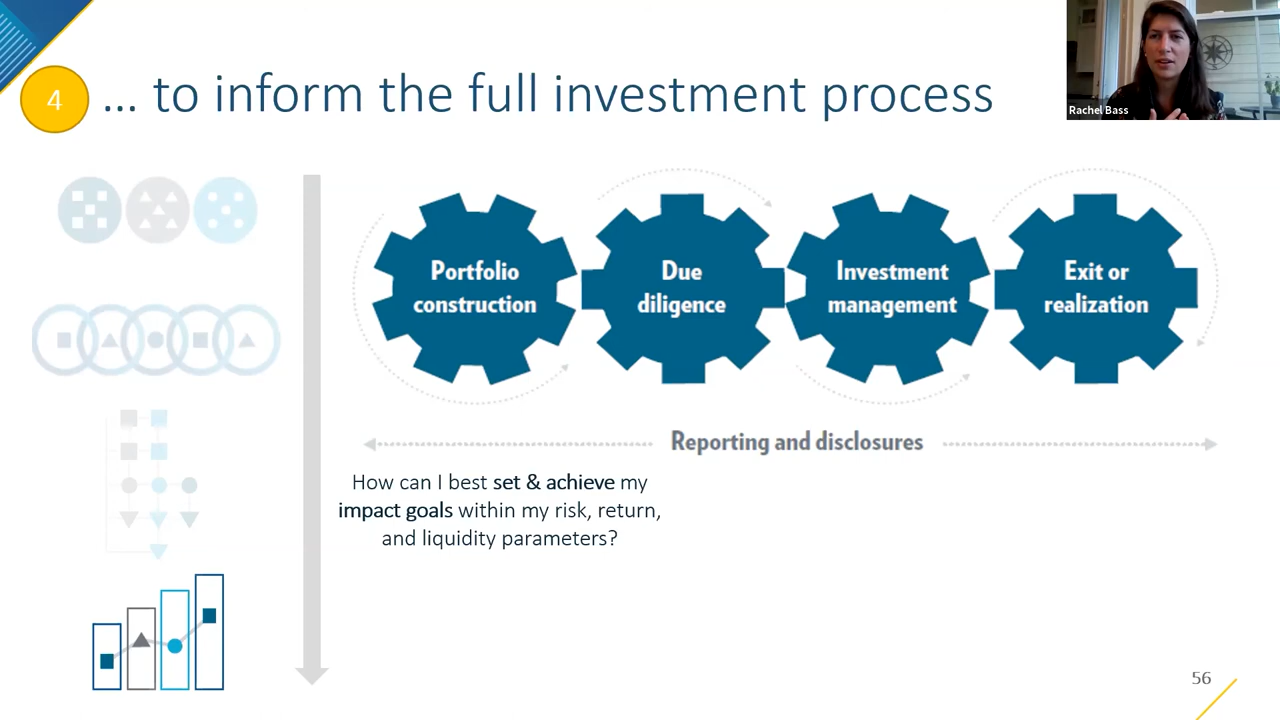 4
... to inform the full investment process
Rachel Bass
Portfolio
construction
Due
diligence
Investment
management
Exit or
realization
Reporting and disclosures
How can I best set & achieve my
impact goals within my risk, return,
and liquidity parameters?
56